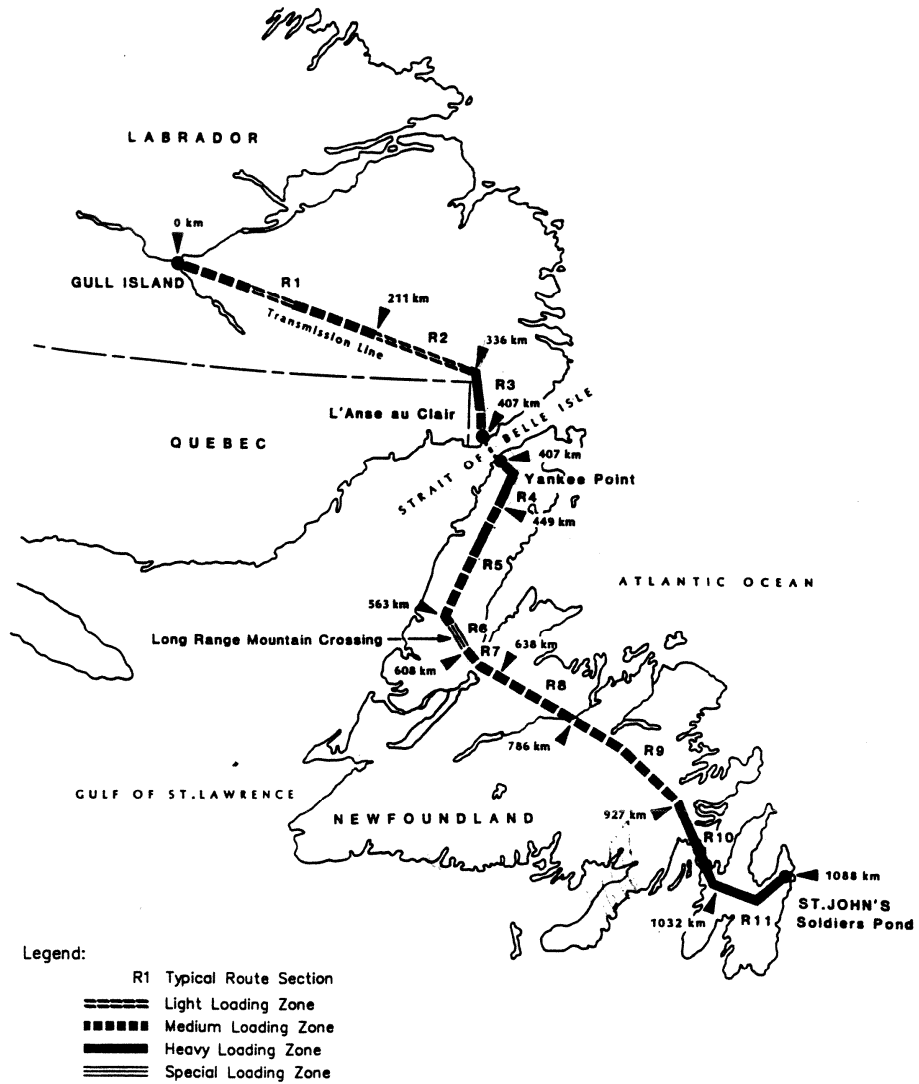 LABRADOR
0 km
GULL ISLAND
R1
211 km
Transmission Line
R2
336 km
R3
L'Anse au Clair
407 km
QUEBEC
STRAIT OF BELLE ISLE
407 km
Yankee Point
R4
449 km
R5
ATLANTIC OCEAN
563 km
R6
Long Range Mountain Crossing
638 km
R7
608 km
R8
786 km
R9
GULF OF ST.LAWRENCE
NEWFOUNDLAND
927 km
R10
1088 km
ST.JOHN'S
Soldiers Pond
1032 km
R11
Legend:
R1 Typical Route Section
Light Loading Zone
Medium Loading Zone
Heavy Loading Zone
Special Loading Zone